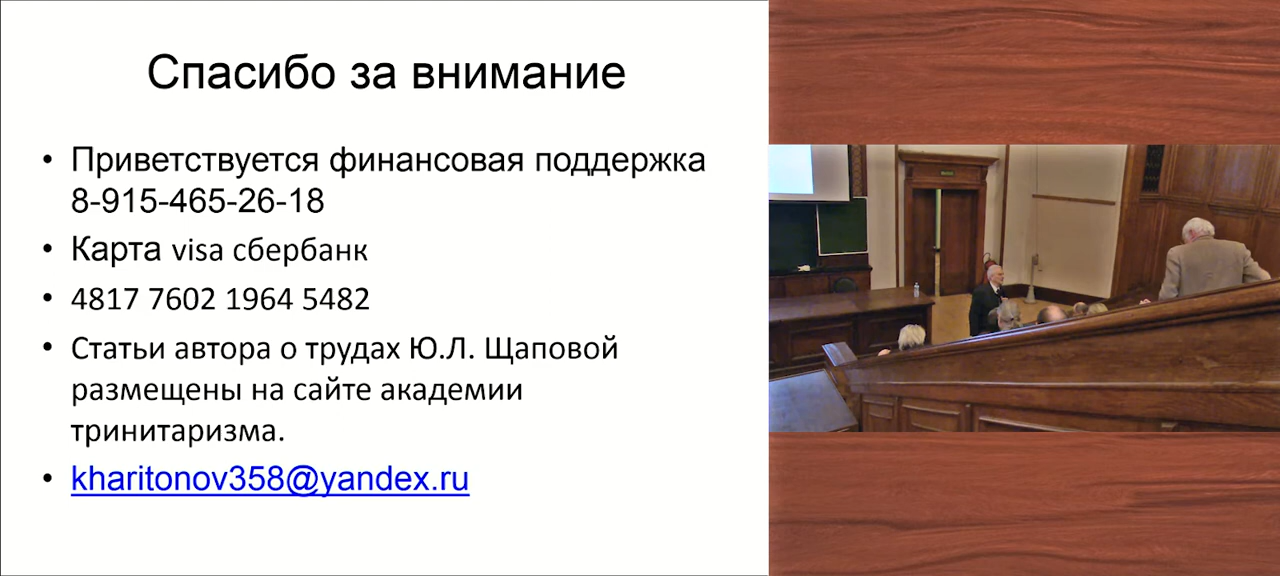 Спасибо за внимание
• Приветствуется финансовая поддержка
8-915-465-26-18
• Карта visa сбербанк
• 4817 7602 1964 5482
• Статьи автора о трудах Ю.Л. Щаповой
размещены на сайте академии
тринитаризма.
• kharitonov358@yandex.ru